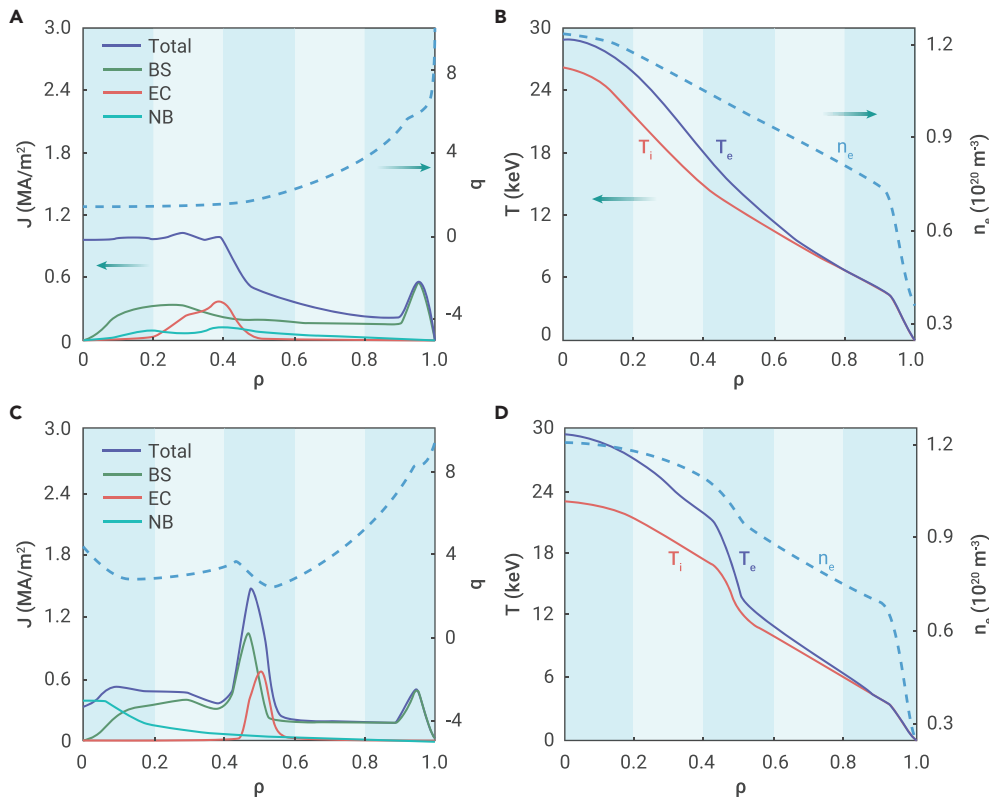 A
3.0
2.4
1.8
1.2
0.6
0
J (MA/m²)
Total
BS
EC
NB
8
4
0
-4
q
0
0.2
0.4
0.6
0.8
1.0
ρ
B
30
24
18
12
6
0
T (keV)
Tᵢ
Tₑ
nₑ
1.2
0.9
0.6
0.3
nₑ (10²⁰ m⁻³)
0
0.2
0.4
0.6
0.8
1.0
ρ
C
3.0
2.4
1.8
1.2
0.6
0
J (MA/m²)
Total
BS
EC
NB
8
4
0
-4
q
0
0.2
0.4
0.6
0.8
1.0
ρ
D
30
24
18
12
6
0
T (keV)
Tᵢ
Tₑ
nₑ
1.2
0.9
0.6
0.3
nₑ (10²⁰ m⁻³)
0
0.2
0.4
0.6
0.8
1.0
ρ